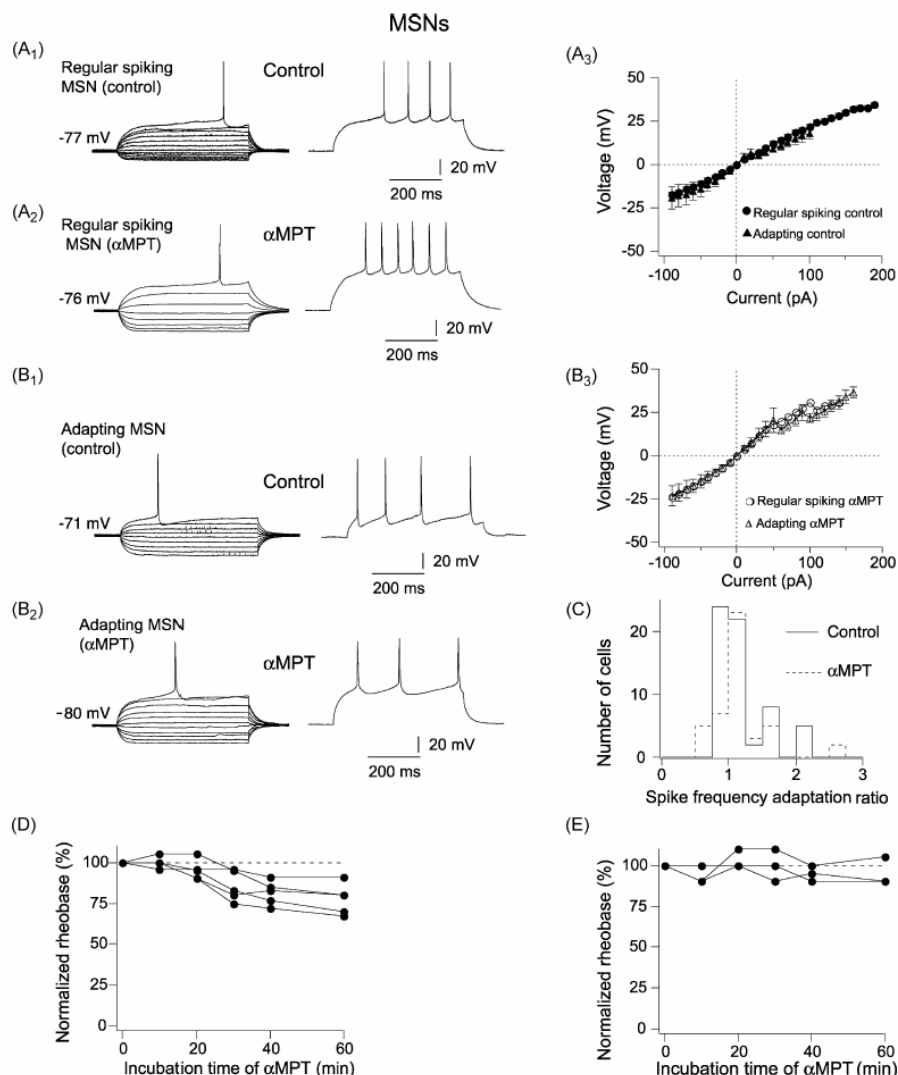 MSNs
(A1)
Regular spiking
MSN (control)
Control
-77 mV
20 mV
200 ms
(A2)
Regular spiking
MSN (αMPT)
αMPT
-76 mV
20 mV
200 ms
(A3)
50
25
0
-25
50
Voltage (mV)
Regular spiking control
Adapting control
-100 0 100 200
Current (pA)
(B1)
Adapting MSN
(control)
Control
-71 mV
20 mV
200 ms
(B2)
Adapting MSN
(αMPT)
αMPT
-80 mV
20 mV
200 ms
(B3)
50
25
0
-25
50
Voltage (mV)
Regular spiking αMPT
Adapting αMPT
-100 0 100 200
Current (pA)
(C)
20
10
0
Number of cells
Control
αMPT
0 1 2 3
Spike frequency adaptation ratio
(D)
100
75
50
25
0
Normalized rheobase (%)
0 20 40 60
Incubation time of αMPT (min)
(E)
100
75
50
25
0
Normalized rheobase (%)
0 20 40 60
Incubation time of αMPT (min)